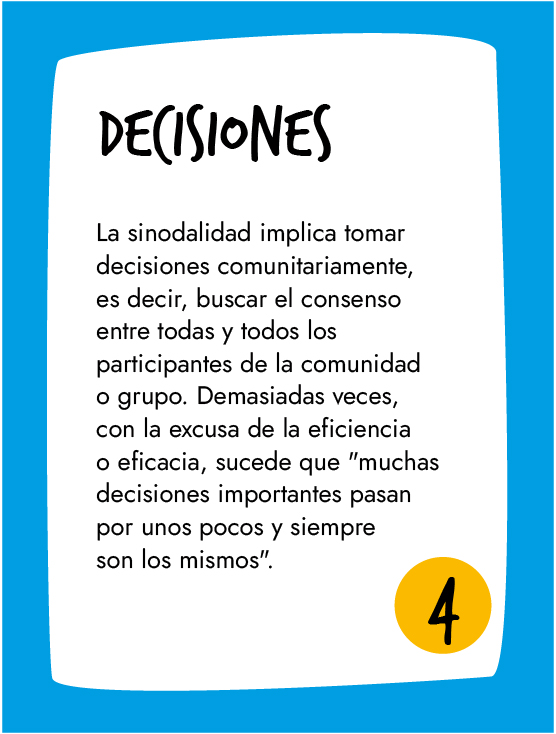 DECISIONES
La sinodalidad implica tomar
decisiones comunitariamente,
es decir, buscar el consenso
entre todas y todos los
participantes de la comunidad
o grupo. Demasiadas veces,
con la excusa de la eficiencia
o eficacia, sucede que "muchas
decisiones importantes pasan
por unos pocos y siempre
son los mismos".
4